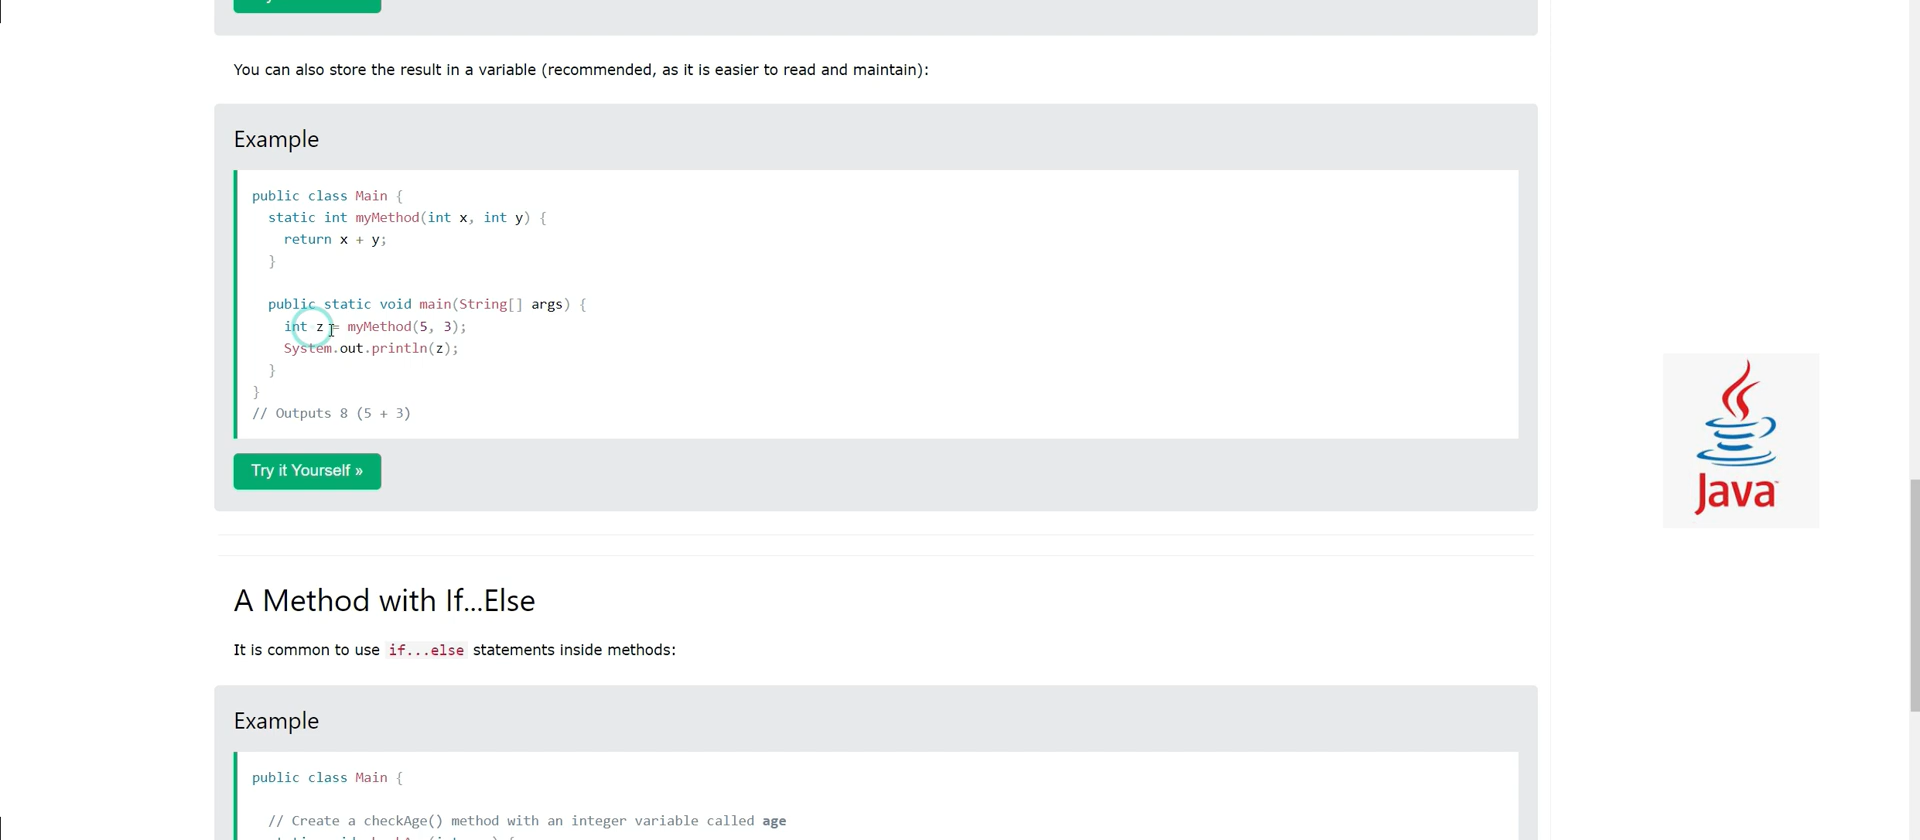 You can also store the result in a variable (recommended, as it is easier to read and maintain):
Example
public class Main {
static int myMethod(int x, int y) {
return x + y;
}
public static void main(String[] args) {
int z = myMethod(5, 3);
System.out.println(z);
}
}
// Outputs 8 (5 + 3)
Try it Yourself »
Java
A Method with If...Else
It is common to use if...else statements inside methods:
Example
public class Main {
// Create a checkAge() method with an integer variable called age